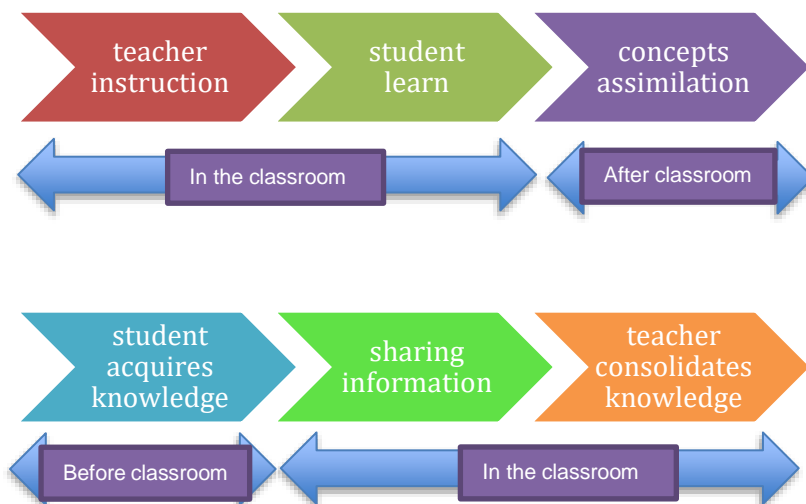 teacher
instruction
student
learn
concepts
assimilation
In the classroom
After classroom
student
acquires
knowledge
sharing
information
teacher
consolidates
knowledge
Before classroom
In the classroom